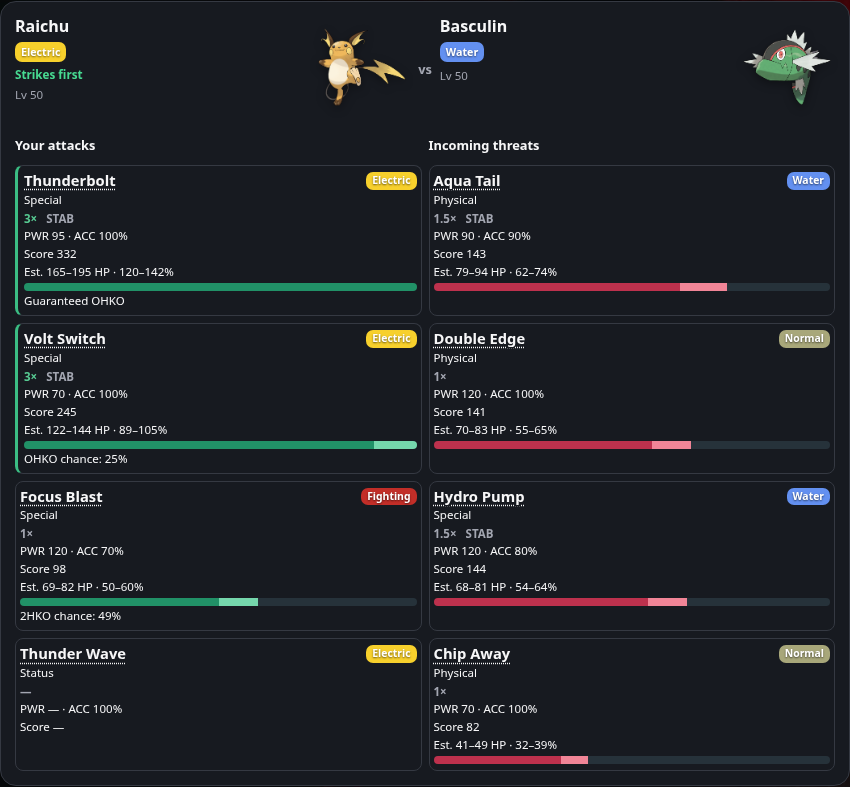 Raichu
Electric
Strikes first
Lv 50
vs
Basculin
Water
Lv 50
Your attacks
Thunderbolt
Electric
Special
3× STAB
PWR 95 · ACC 100%
Score 332
Est. 165–195 HP · 120–142%
Guaranteed OHKO
Volt Switch
Electric
Special
3× STAB
PWR 70 · ACC 100%
Score 245
Est. 122–144 HP · 89–105%
OHKO chance: 25%
Focus Blast
Fighting
Special
1×
PWR 120 · ACC 70%
Score 98
Est. 69–82 HP · 50–60%
2HKO chance: 49%
Thunder Wave
Electric
Status
—
PWR — · ACC 100%
Score —
Incoming threats
Aqua Tail
Water
Physical
1.5× STAB
PWR 90 · ACC 90%
Score 143
Est. 79–94 HP · 62–74%
Double Edge
Normal
Physical
1×
PWR 120 · ACC 100%
Score 141
Est. 70–83 HP · 55–65%
Hydro Pump
Water
Special
1.5× STAB
PWR 120 · ACC 80%
Score 144
Est. 68–81 HP · 54–64%
Chip Away
Normal
Physical
1×
PWR 70 · ACC 100%
Score 82
Est. 41–49 HP · 32–39%